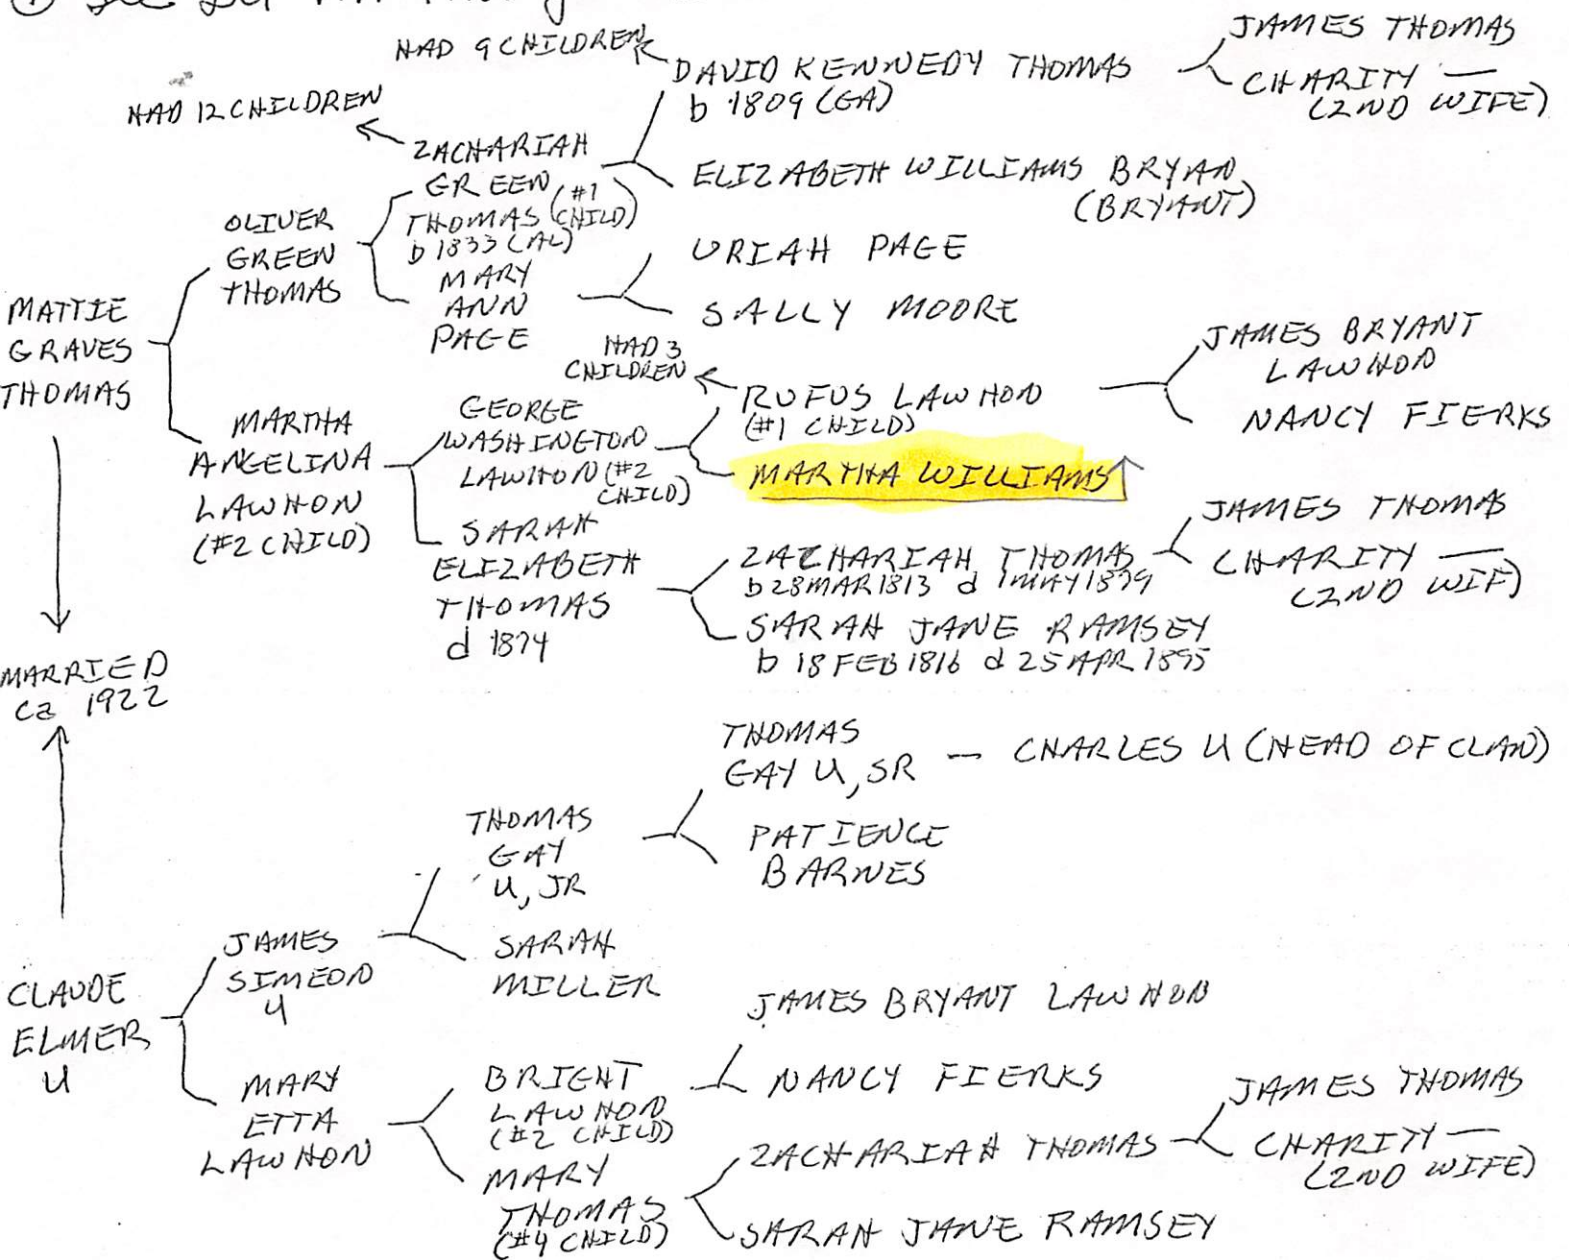 HAD 9 CHILDREN
JAMES THOMAS
DAVID KENNEDY THOMAS
b 1809 (GA)
CHARITY —
(2ND WIFE)
HAD 12 CHILDREN
ZACHARIAH
GREEN
THOMAS (#1 CHILD)
b 1833 (AL)
ELIZABETH WILLIAMS BRYAN
(BRYANT)
OLIVER
GREEN
THOMAS
MARY
ANN
PAGE
URIAH PAGE
SALLY MOORE
MATTIE
GRAVES
THOMAS
HAD 3
CHILDREN
RUFUS LAWHON
(#1 CHILD)
JAMES BRYANT
LAWHON
NANCY FIERKS
MARTHA
ANGELINA
LAWHON
(#2 CHILD)
GEORGE
WASHINGTON
LAWHON (#2
CHILD)
MARTHA WILLIAMS
SARAH
ELIZABETH
THOMAS
d 1874
ZACHARIAH THOMAS
b 28 MAR 1813 d 1 MAY 1879
JAMES THOMAS
CHARITY —
(2ND WIF)
SARAH JANE RAMSEY
b 18 FEB 1816 d 25 APR 1895
MARRIED
ca 1922
THOMAS
GAY U, SR — CHARLES U (HEAD OF CLAN)
THOMAS
GAY
U, JR
PATIENCE
BARNES
JAMES
SIMEON
U
SARAH
MILLER
CLAUDE
ELMER
U
JAMES BRYANT LAWHON
MARY
ETTA
LAWHON
BRIGHT
LAWHON
(#2 CHILD)
NANCY FIERKS
MARY
THOMAS
(#4 CHILD)
ZACHARIAH THOMAS
JAMES THOMAS
CHARITY —
(2ND WIFE)
SARAH JANE RAMSEY